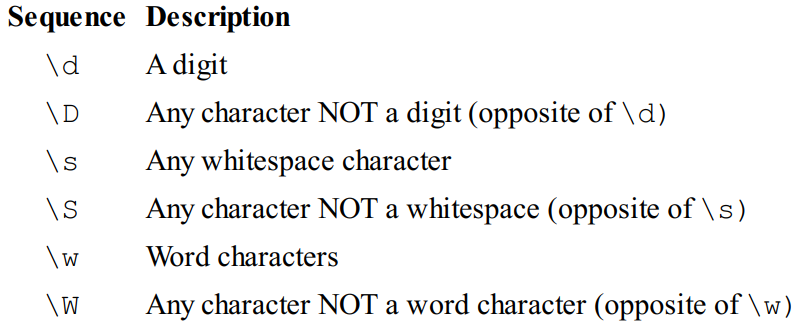 Sequence Description
\d A digit
\D Any character NOT a digit (opposite of \d)
\s Any whitespace character
\S Any character NOT a whitespace (opposite of \s)
\w Word characters
\W Any character NOT a word character (opposite of \w)